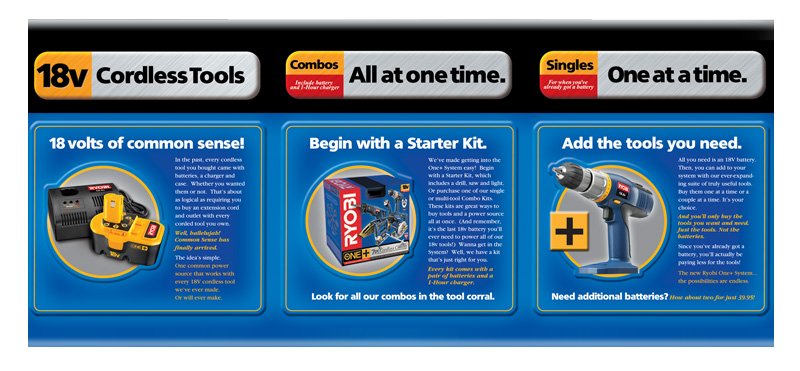 18v Cordless Tools
Combos
Include battery
and 1-Hour charger
All at one time.
Singles
For when you've
already got a battery
One at a time.
18 volts of common sense!
In the past, every cordless
tool you bought came with
batteries, a charger and
case. Whether you wanted
them or not. That's about
as logical as requiring you
to buy an extension cord
and outlet with every
corded tool you own.
Well, hallelujah!
Common Sense has
finally arrived.
The idea's simple.
One common power
source that works with
every 18V cordless tool
we've ever made.
Or will ever make.
RYOBI
18v
Begin with a Starter Kit.
We've made getting into the
One+ System easy! Begin
with a Starter Kit, which
includes a drill, saw and light.
Or purchase one of our single
or multi-tool Combo Kits.
These kits are great ways to
buy tools and a power source
all at once. (And remember,
it's the last 18v battery you'll
ever need to power all of our
18v tools!) Wanna get in the
System? Well, we have a kit
that's just right for you.
Every kit comes with a
pair of batteries and a
1-Hour charger.
RYOBI
ONE+
Look for all our combos in the tool corral.
Add the tools you need.
All you need is an 18V battery.
Then, you can add to your
system with our ever-expand-
ing suite of truly useful tools.
Buy them one at a time or a
couple at a time. It's your
choice.
And you'll only buy the
tools you want and need.
Just the tools. Not the
batteries.
Since you've already got a
battery, you'll actually be
paying less for the tools!
The new Ryobi One+ System...
the possibilities are endless.
RYOBI
+
Need additional batteries? How about two for just 39.95!